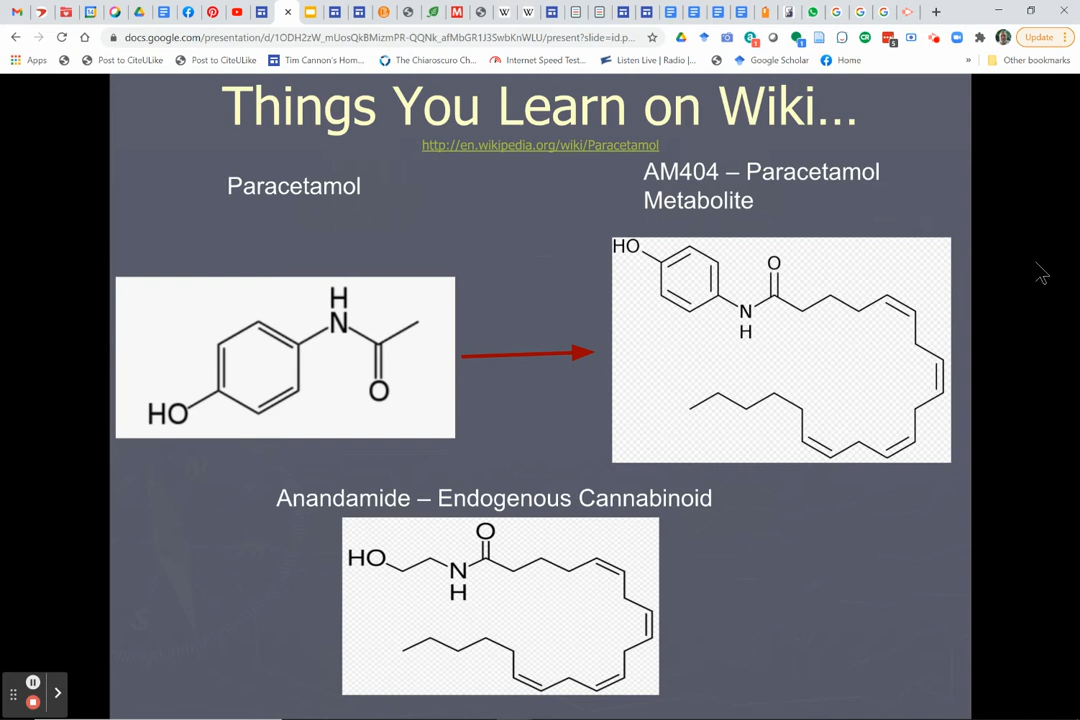 docs.google.com/presentation/d/1ODH2zW_mUosQkBMizmPR-QQNk_afMbGR1J3SwbKnWLU/present?slide=id.p...
Update
Apps
Post to CiteULike
Post to CiteULike
Tim Cannon's Hom...
The Chiaroscuro Ch...
Internet Speed Test...
Listen Live | Radio |...
Google Scholar
Home
»
Other bookmarks
Things You Learn on Wiki...
http://en.wikipedia.org/wiki/Paracetamol
Paracetamol
AM404 – Paracetamol
Metabolite
H
N
O
HO
HO
O
N
H
Anandamide – Endogenous Cannabinoid
O
HO
N
H